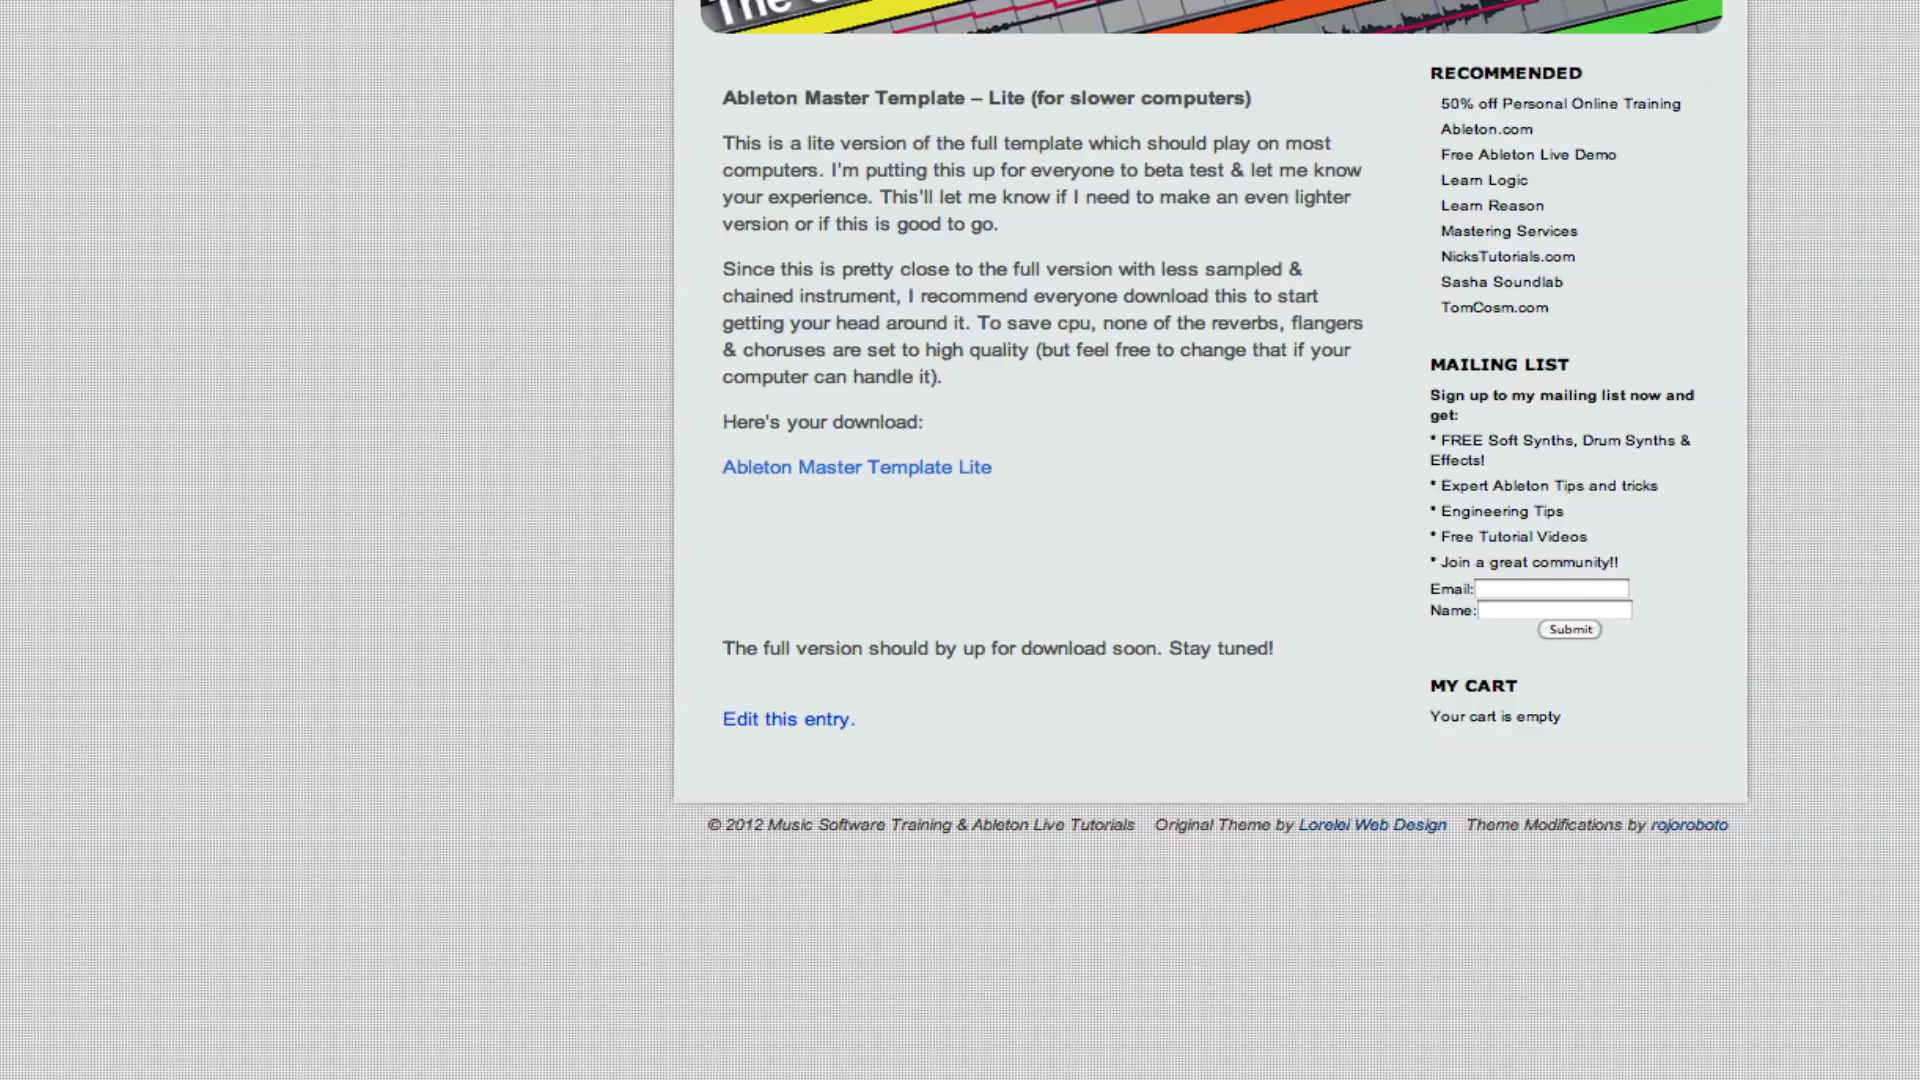 The
Ableton Master Template – Lite (for slower computers)
This is a lite version of the full template which should play on most
computers. I'm putting this up for everyone to beta test & let me know
your experience. This'll let me know if I need to make an even lighter
version or if this is good to go.
Since this is pretty close to the full version with less sampled &
chained instrument, I recommend everyone download this to start
getting your head around it. To save cpu, none of the reverbs, flangers
& choruses are set to high quality (but feel free to change that if your
computer can handle it).
Here's your download:
Ableton Master Template Lite
The full version should by up for download soon. Stay tuned!
Edit this entry.
RECOMMENDED
50% off Personal Online Training
Ableton.com
Free Ableton Live Demo
Learn Logic
Learn Reason
Mastering Services
NicksTutorials.com
Sasha Soundlab
TomCosm.com
MAILING LIST
Sign up to my mailing list now and
get:
* FREE Soft Synths, Drum Synths &
Effects!
* Expert Ableton Tips and tricks
* Engineering Tips
* Free Tutorial Videos
* Join a great community!!
Email:
Name:
Submit
MY CART
Your cart is empty
© 2012 Music Software Training & Ableton Live Tutorials Original Theme by Lorelei Web Design Theme Modifications by rojoroboto